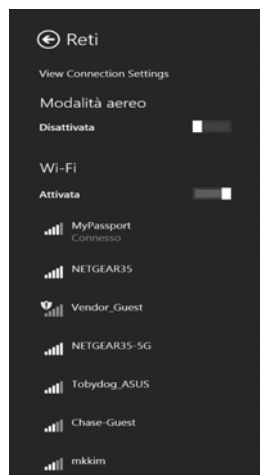 Reti
View Connection Settings
Modalità aereo
Disattivata
Wi-Fi
Attivata
MyPassport
Connesso
NETGEAR35
Vendor_Guest
NETGEAR35-5G
Tobydog_ASUS
Chase-Guest
mkkim